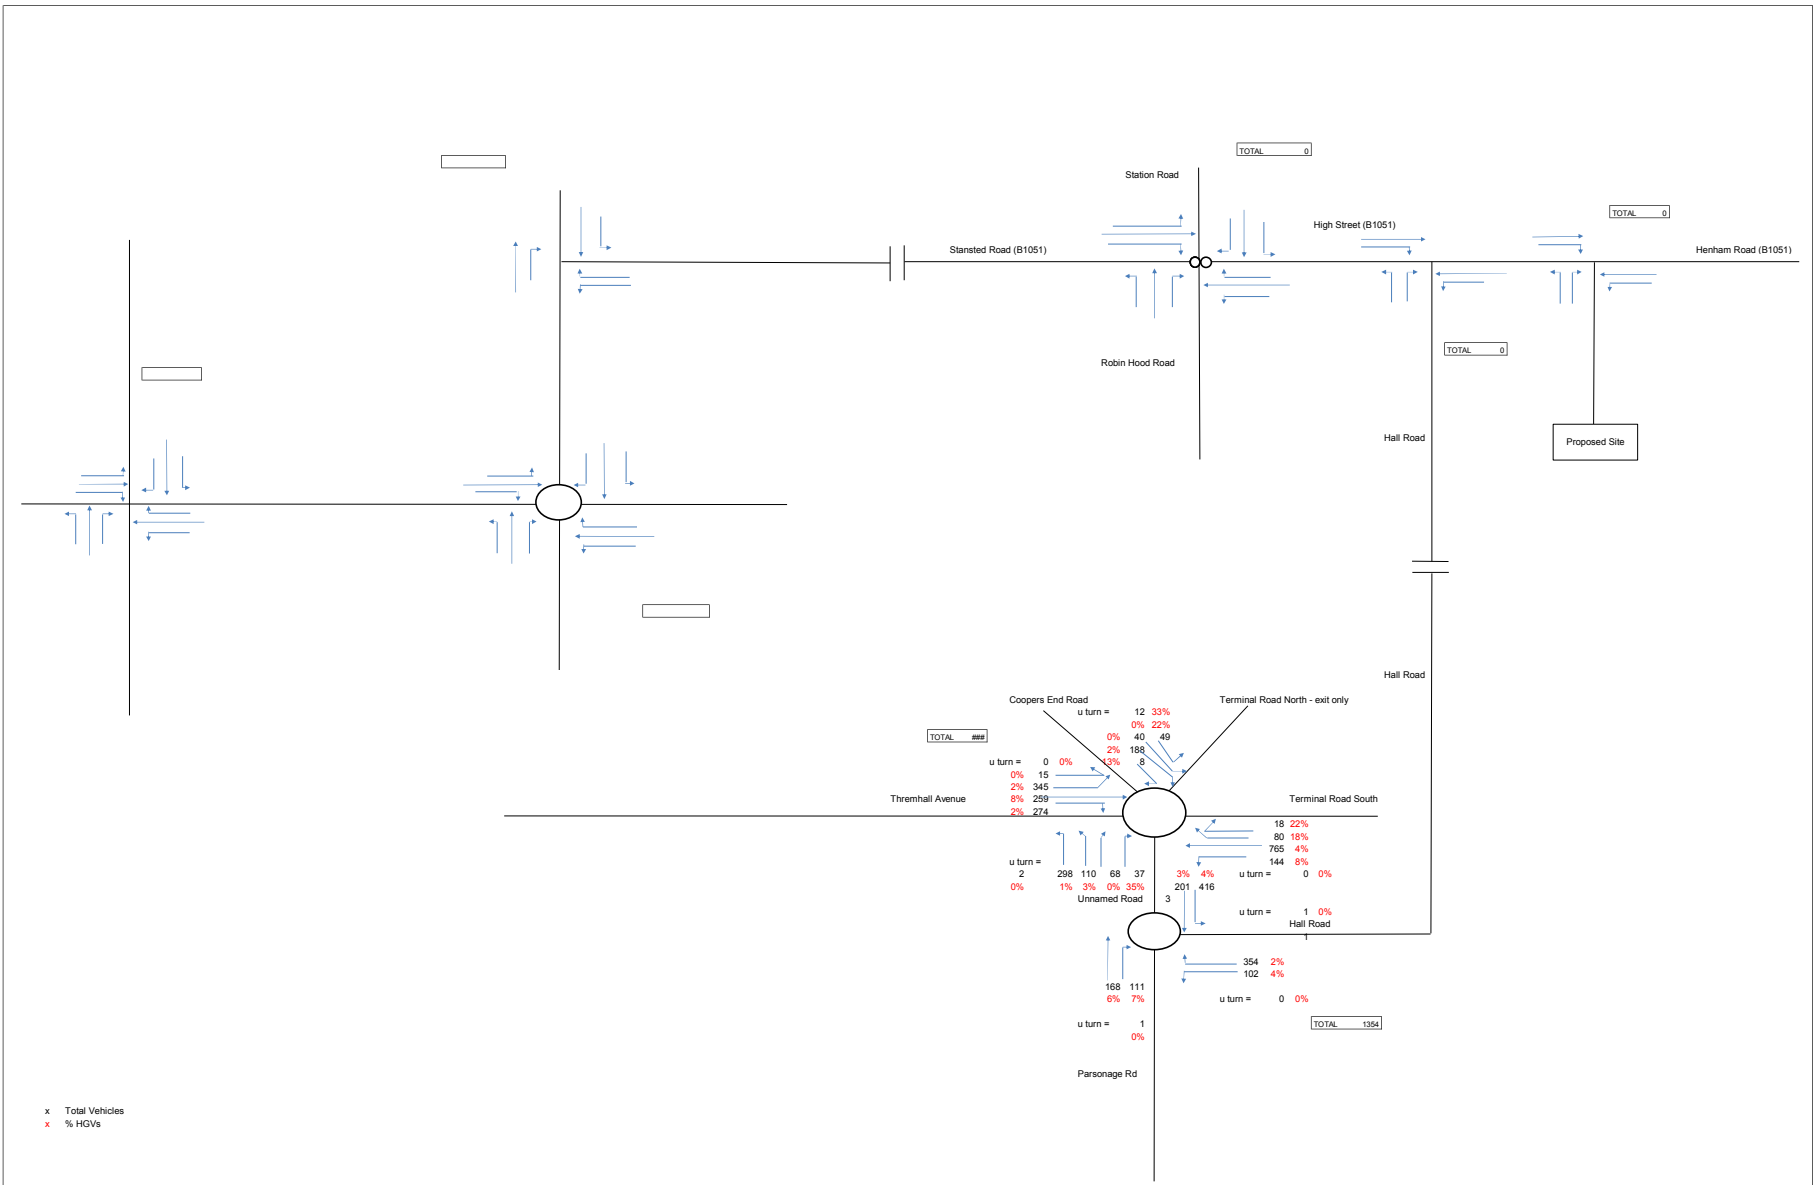 TOTAL 0
Station Road
TOTAL 0
High Street (B1051)
Stansted Road (B1051)
Henham Road (B1051)
TOTAL 0
Robin Hood Road
Hall Road
Proposed Site
Hall Road
Coopers End Road
Terminal Road North - exit only
u turn = 12 33%
0% 22%
TOTAL ###
0% 40 49
2% 188
u turn = 0 0% 13% 8
0% 15
2% 345
Thremhall Avenue
8% 259
Terminal Road South
2% 274
18 22%
80 18%
765 4%
u turn =
144 8%
2 298 110 68 37 3% 4% u turn = 0 0%
0% 1% 3% 0% 35% 201 416
Unnamed Road 3
u turn = 1 0%
Hall Road
1
354 2%
102 4%
168 111
6% 7%
u turn = 0 0%
u turn = 1
TOTAL 1354
0%
Parsonage Rd
x Total Vehicles
x % HGVs